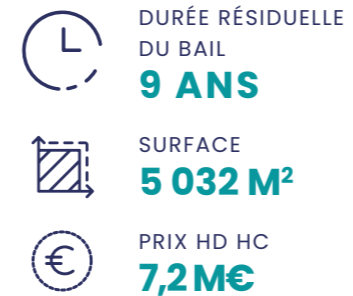 DURÉE RÉSIDUELLE
DU BAIL
9 ANS
SURFACE
5 032 M²
PRIX HD HC
7,2 M€